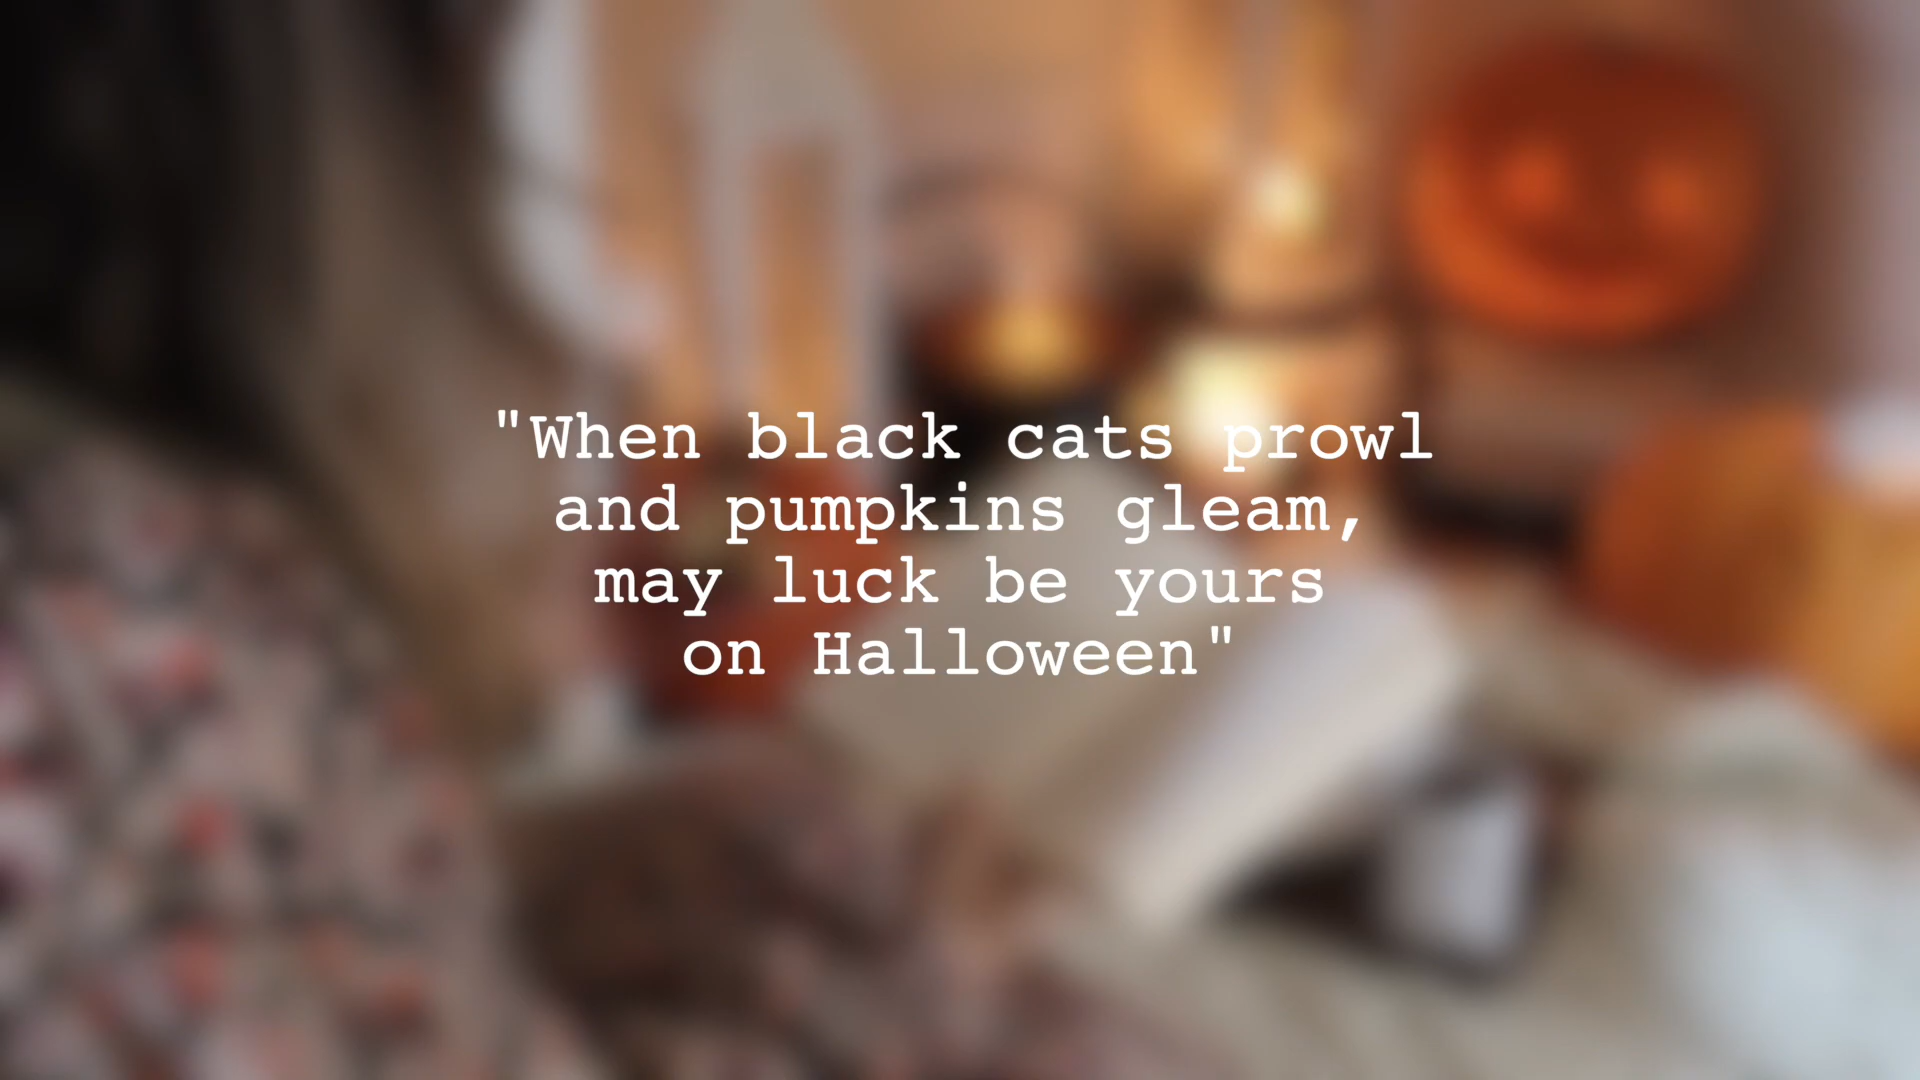 "When black cats prowl
and pumpkins gleam,
may luck be yours
on Halloween"